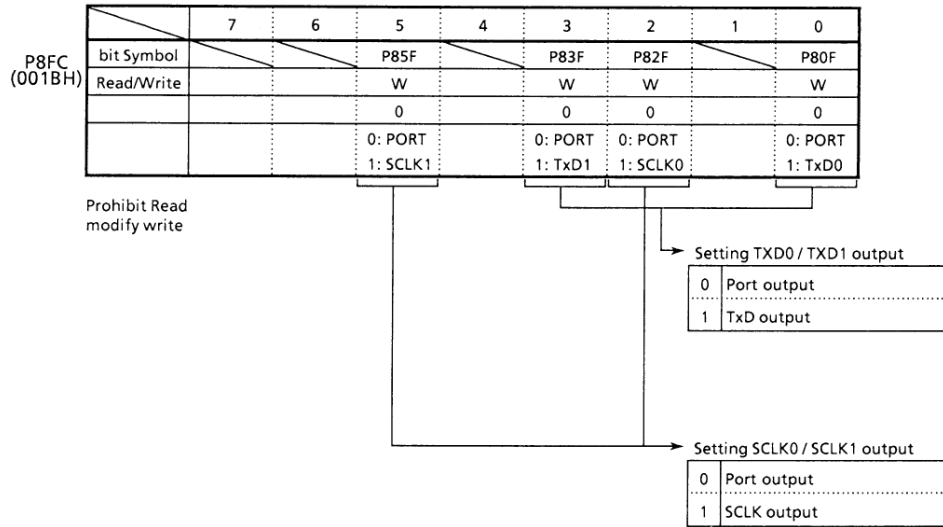 7 6 5 4 3 2 1 0
P8FC
(001BH)
bit Symbol P85F P83F P82F P80F
Read/Write W W W W
0 0 0 0
0: PORT 0: PORT 0: PORT 0: PORT
1: SCLK1 1: TxD1 1: SCLK0 1: TxD0
Prohibit Read
modify write
Setting TXD0 / TXD1 output
0 Port output
1 TxD output
Setting SCLK0 / SCLK1 output
0 Port output
1 SCLK output